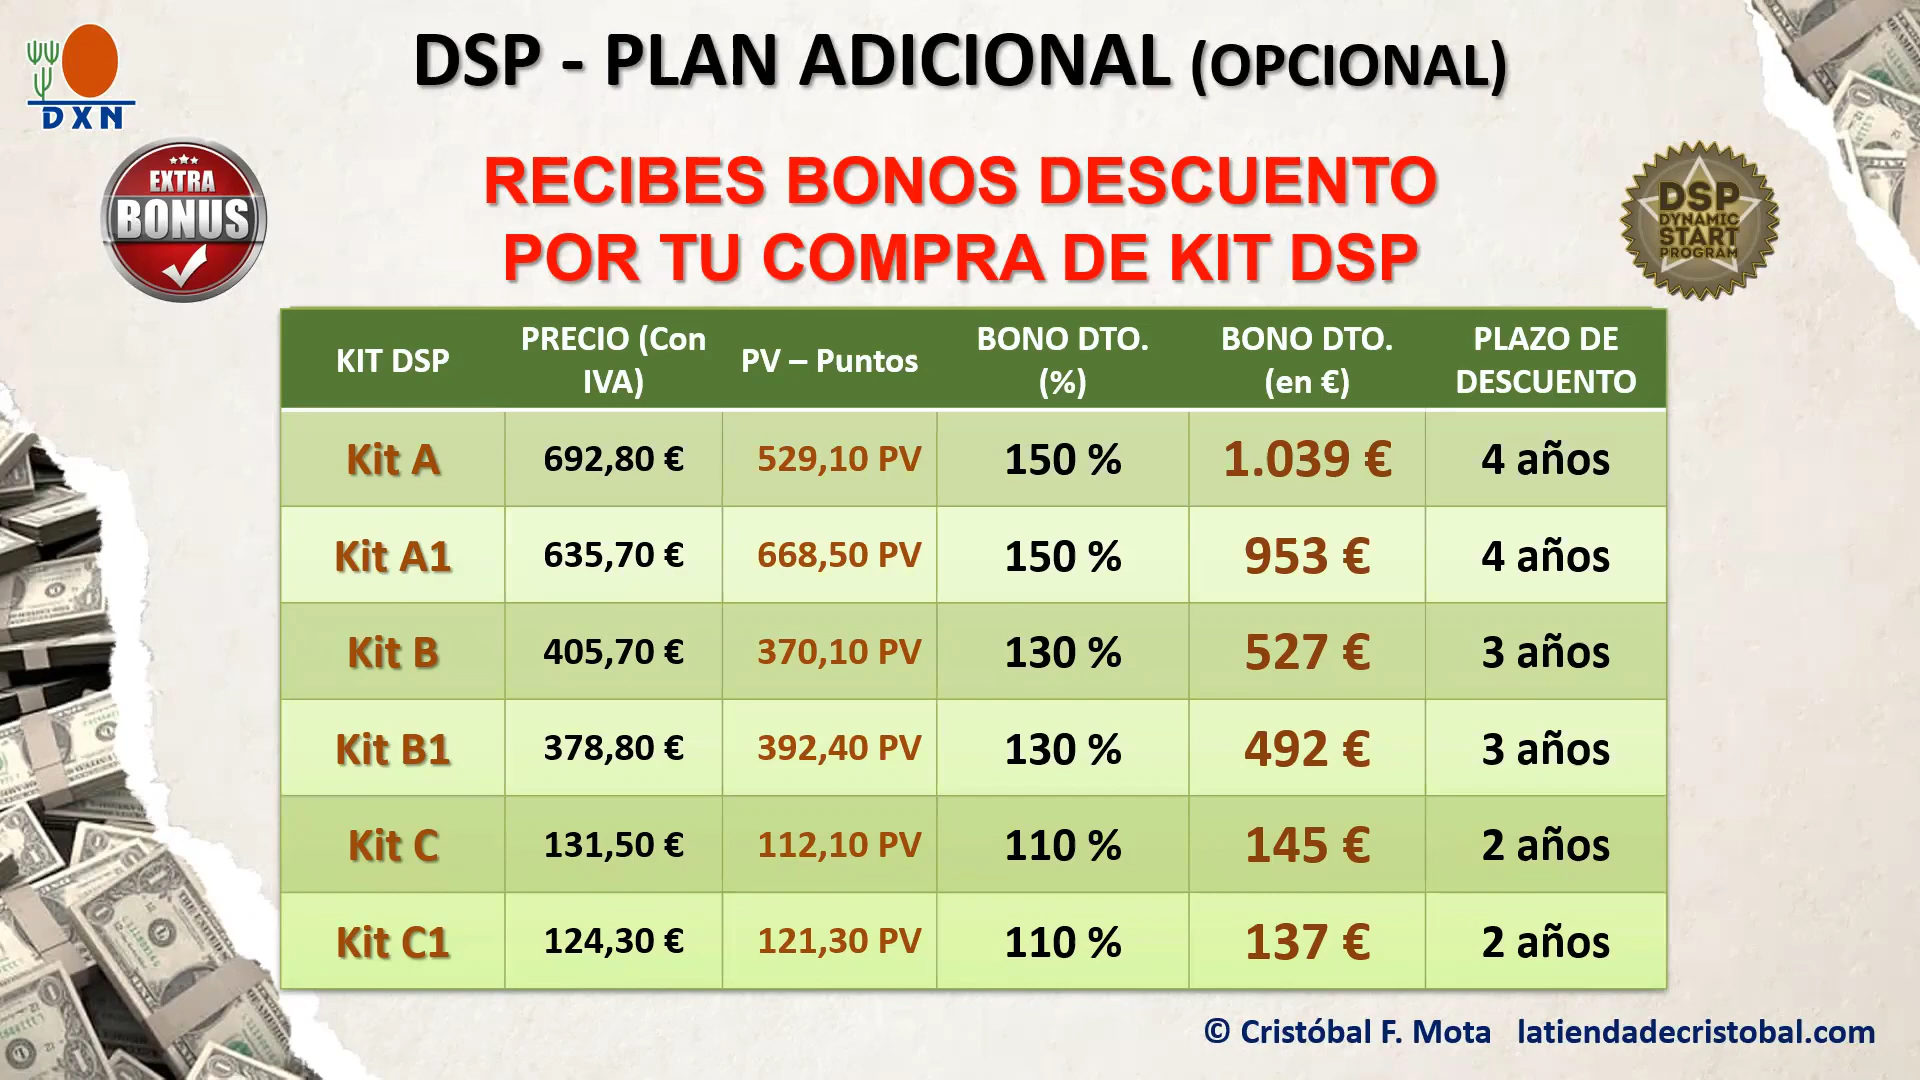 DXN
DSP - PLAN ADICIONAL (OPCIONAL)
EXTRA
BONUS
RECIBES BONOS DESCUENTO
POR TU COMPRA DE KIT DSP
DSP
DYNAMIC
START
PROGRAM
KIT DSP PRECIO (Con IVA) PV – Puntos BONO DTO. (%) BONO DTO. (en €) PLAZO DE DESCUENTO
Kit A 692,80 € 529,10 PV 150 % 1.039 € 4 años
Kit A1 635,70 € 668,50 PV 150 % 953 € 4 años
Kit B 405,70 € 370,10 PV 130 % 527 € 3 años
Kit B1 378,80 € 392,40 PV 130 % 492 € 3 años
Kit C 131,50 € 112,10 PV 110 % 145 € 2 años
Kit C1 124,30 € 121,30 PV 110 % 137 € 2 años
© Cristóbal F. Mota latiendadecristobal.com